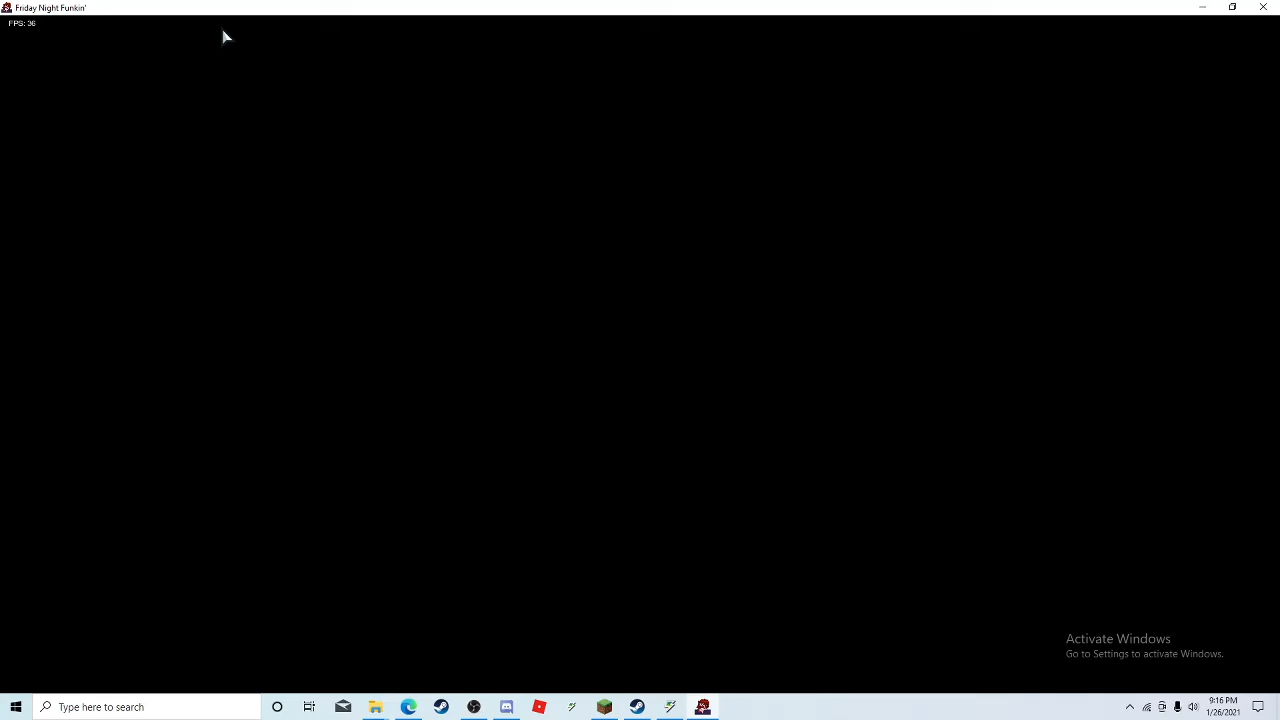 Friday Night Funkin'
FPS: 36
Activate Windows
Go to Settings to activate Windows.
Type here to search
9:16 PM
1/26/2021